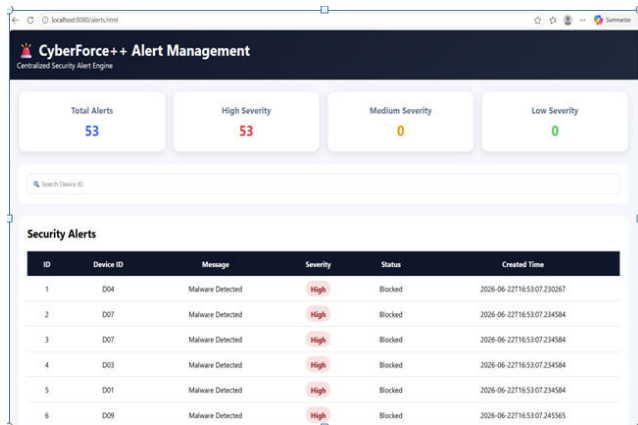 localhost:8080/alerts.html
Summarize
🚨 CyberForce++ Alert Management
Centralized Security Alert Engine
Total Alerts High Severity Medium Severity Low Severity
53 53 0 0
🔍 Search Device ID
Security Alerts
ID Device ID Message Severity Status Created Time
1 D04 Malware Detected High Blocked 2026-06-22T16:53:07.230267
2 D07 Malware Detected High Blocked 2026-06-22T16:53:07.234584
3 D07 Malware Detected High Blocked 2026-06-22T16:53:07.234584
4 D03 Malware Detected High Blocked 2026-06-22T16:53:07.234584
5 D01 Malware Detected High Blocked 2026-06-22T16:53:07.234584
6 D09 Malware Detected High Blocked 2026-06-22T16:53:07.245565